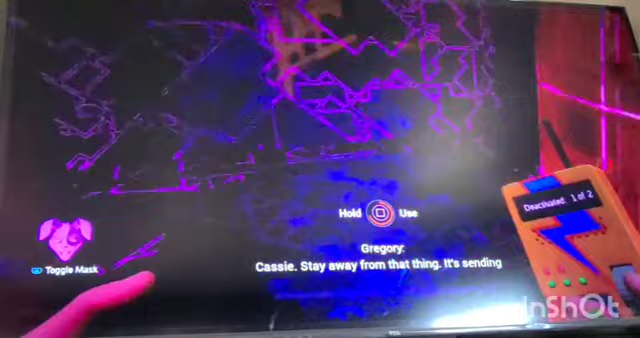 Deactivated: 1 of 2
Hold Use
Gregory:
Toggle Mask
Cassie. Stay away from that thing. It's sending
InShOt